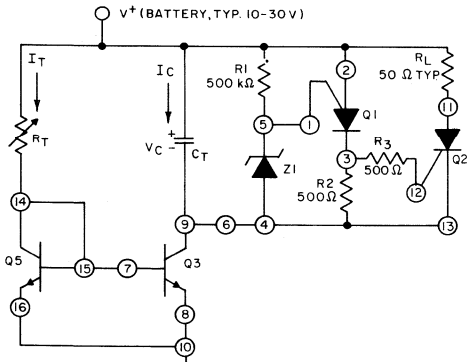 V+ (BATTERY, TYP. 10-30V)
IT
IC
R1
500 kΩ
RL
50 Ω TYP
2
11
RT
VC
+
−
CT
5
1
Q1
Z1
3
R3
500Ω
12
Q2
R2
500Ω
14
9
6
4
13
Q5
15
7
Q3
16
8
10